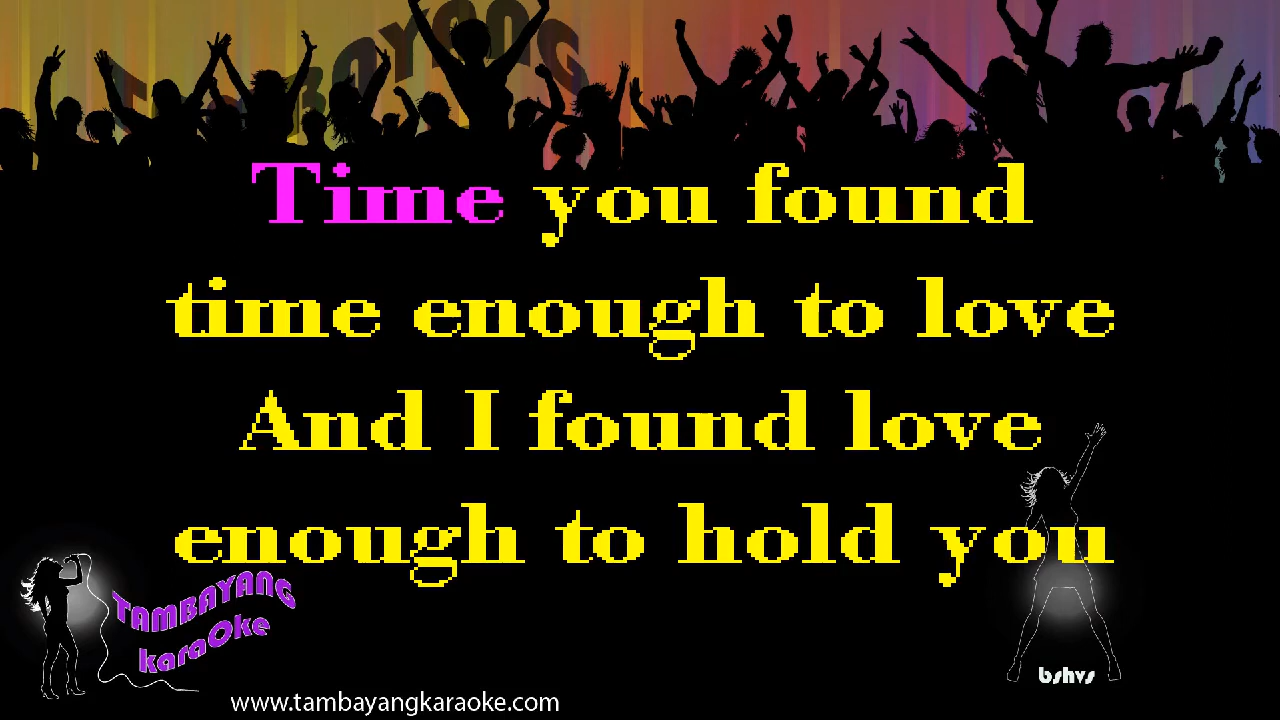 TAMBAYANG
Time you found
time enough to love
And I found love
enough to hold you
TAMBAYANG
karaOke
bshvs
www.tambayangkaraoke.com